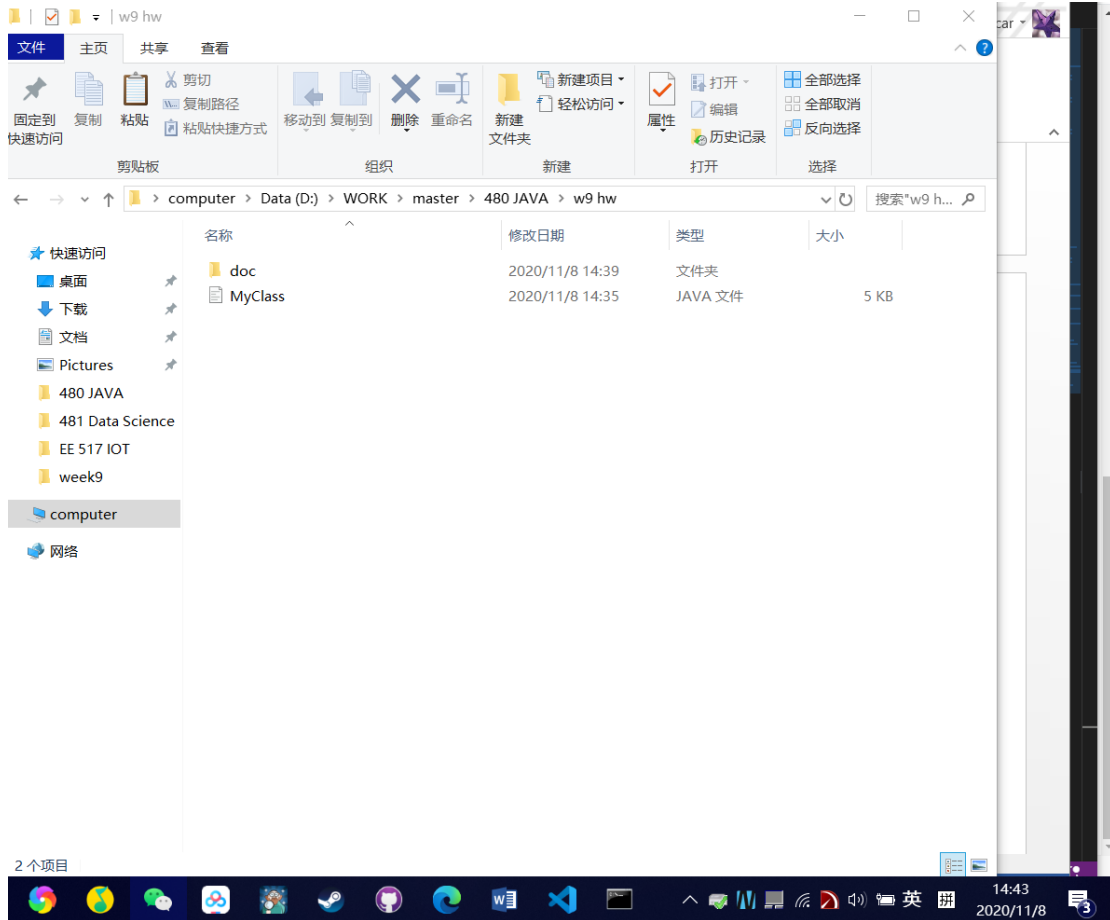 w9 hw
car
文件 主页 共享 查看
固定到
快速访问
复制
粘贴
剪切
复制路径
粘贴快捷方式
移动到 复制到 删除 重命名
新建
文件夹
新建项目
轻松访问
属性
打开
编辑
历史记录
全部选择
全部取消
反向选择
剪贴板 组织 新建 打开 选择
computer > Data (D:) > WORK > master > 480 JAVA > w9 hw
搜索"w9 h...
名称 修改日期 类型 大小
doc 2020/11/8 14:39 文件夹
MyClass 2020/11/8 14:35 JAVA 文件 5 KB
快速访问
桌面
下载
文档
Pictures
480 JAVA
481 Data Science
EE 517 IOT
week9
computer
网络
2 个项目
英 拼 14:43
2020/11/8
3